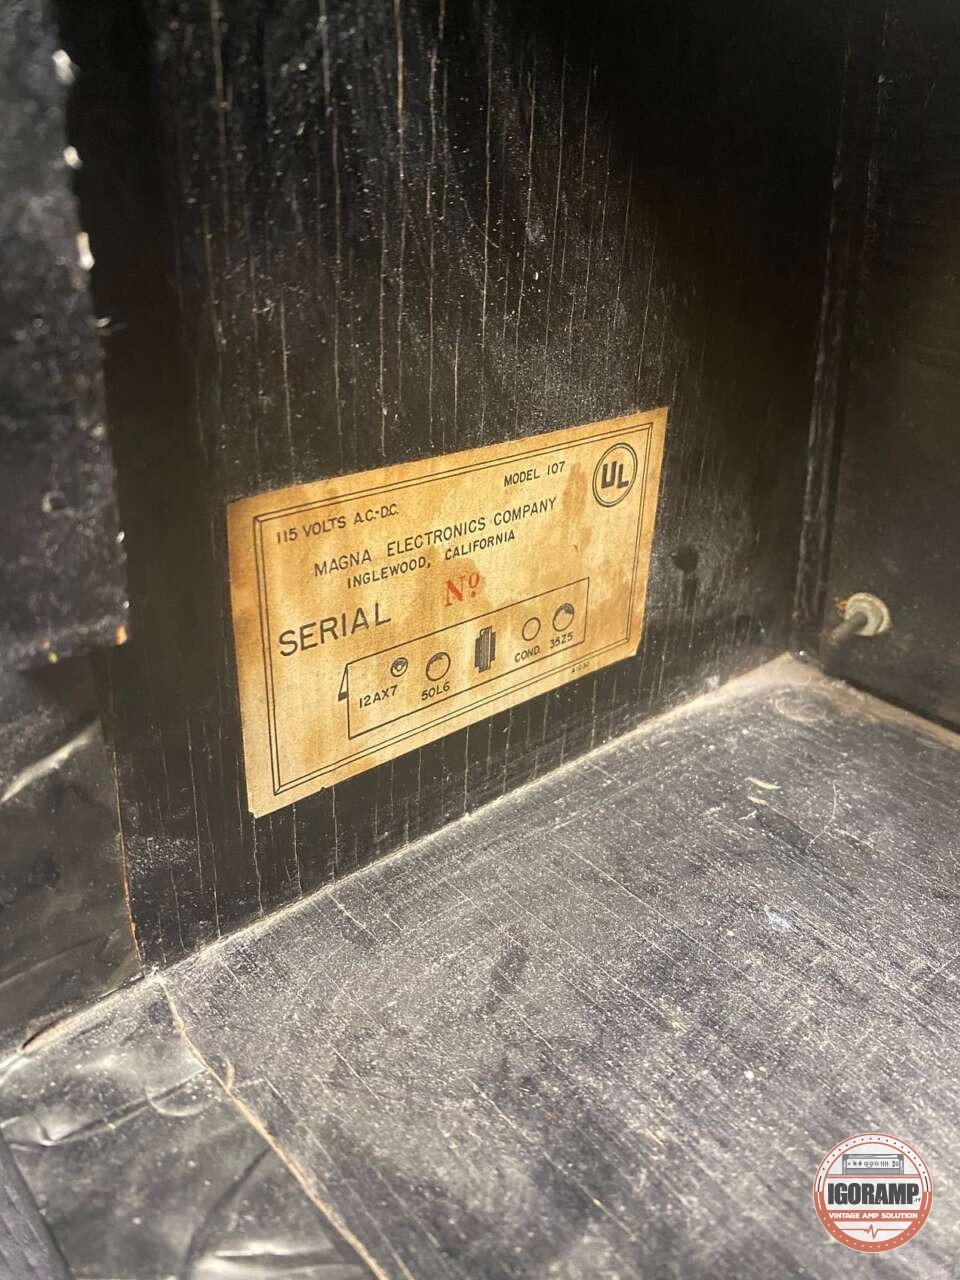 115 VOLTS A.C.-D.C. MODEL 107 UL
MAGNA ELECTRONICS COMPANY
INGLEWOOD, CALIFORNIA
SERIAL Nº
12AX7 50L6 COND. 35Z5
IGORAMP
VINTAGE AMP SOLUTION